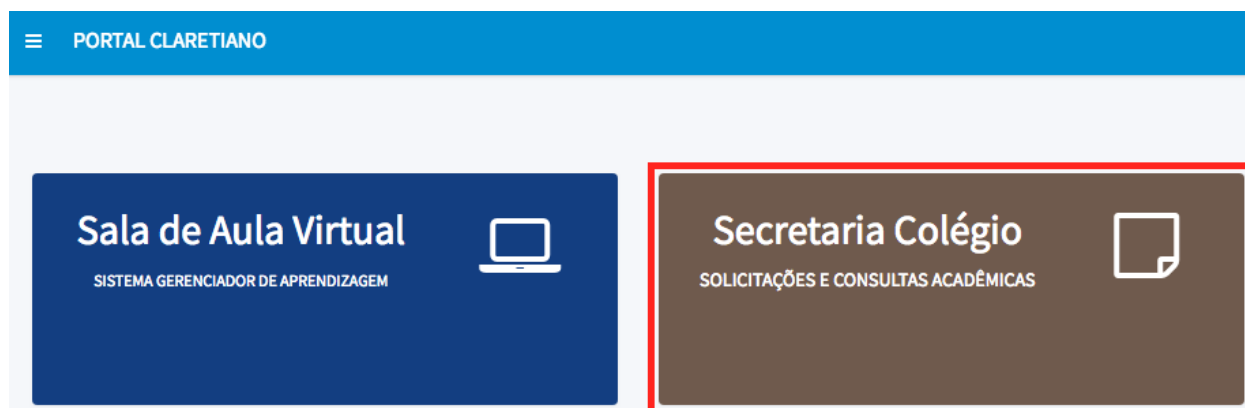 PORTAL CLARETIANO
Sala de Aula Virtual
SISTEMA GERENCIADOR DE APRENDIZAGEM
Secretaria Colégio
SOLICITAÇÕES E CONSULTAS ACADÊMICAS